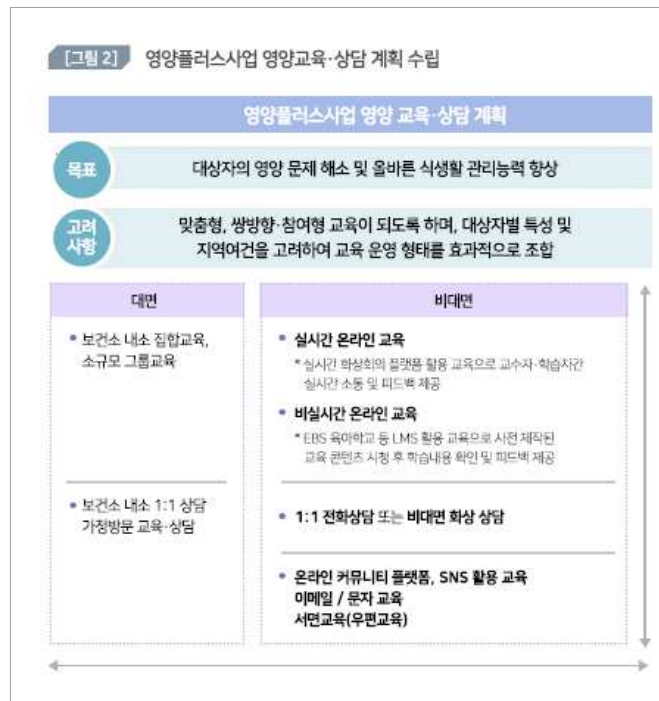 [그림 2] 영양플러스사업 영양교육·상담 계획 수립
영양플러스사업 영양 교육·상담 계획
목표
대상자의 영양 문제 해소 및 올바른 식생활 관리능력 향상
고려
사항
맞춤형, 쌍방향·참여형 교육이 되도록 하며, 대상자별 특성 및
지역여건을 고려하여 교육 운영 형태를 효과적으로 조합
대면
• 보건소 내소 집합교육,
소규모 그룹교육
• 보건소 내소 1:1 상담
가정방문 교육·상담
비대면
• 실시간 온라인 교육
* 실시간 화상회의 플랫폼 활용 교육으로 교수자·학습자간
실시간 소통 및 피드백 제공
• 비실시간 온라인 교육
* EBS 육아학교 등 LMS 활용 교육으로 사전 제작된
교육 콘텐츠 시청 후 학습내용 확인 및 피드백 제공
• 1:1 전화상담 또는 비대면 화상 상담
• 온라인 커뮤니티 플랫폼, SNS 활용 교육
이메일 / 문자 교육
서면교육(우편교육)